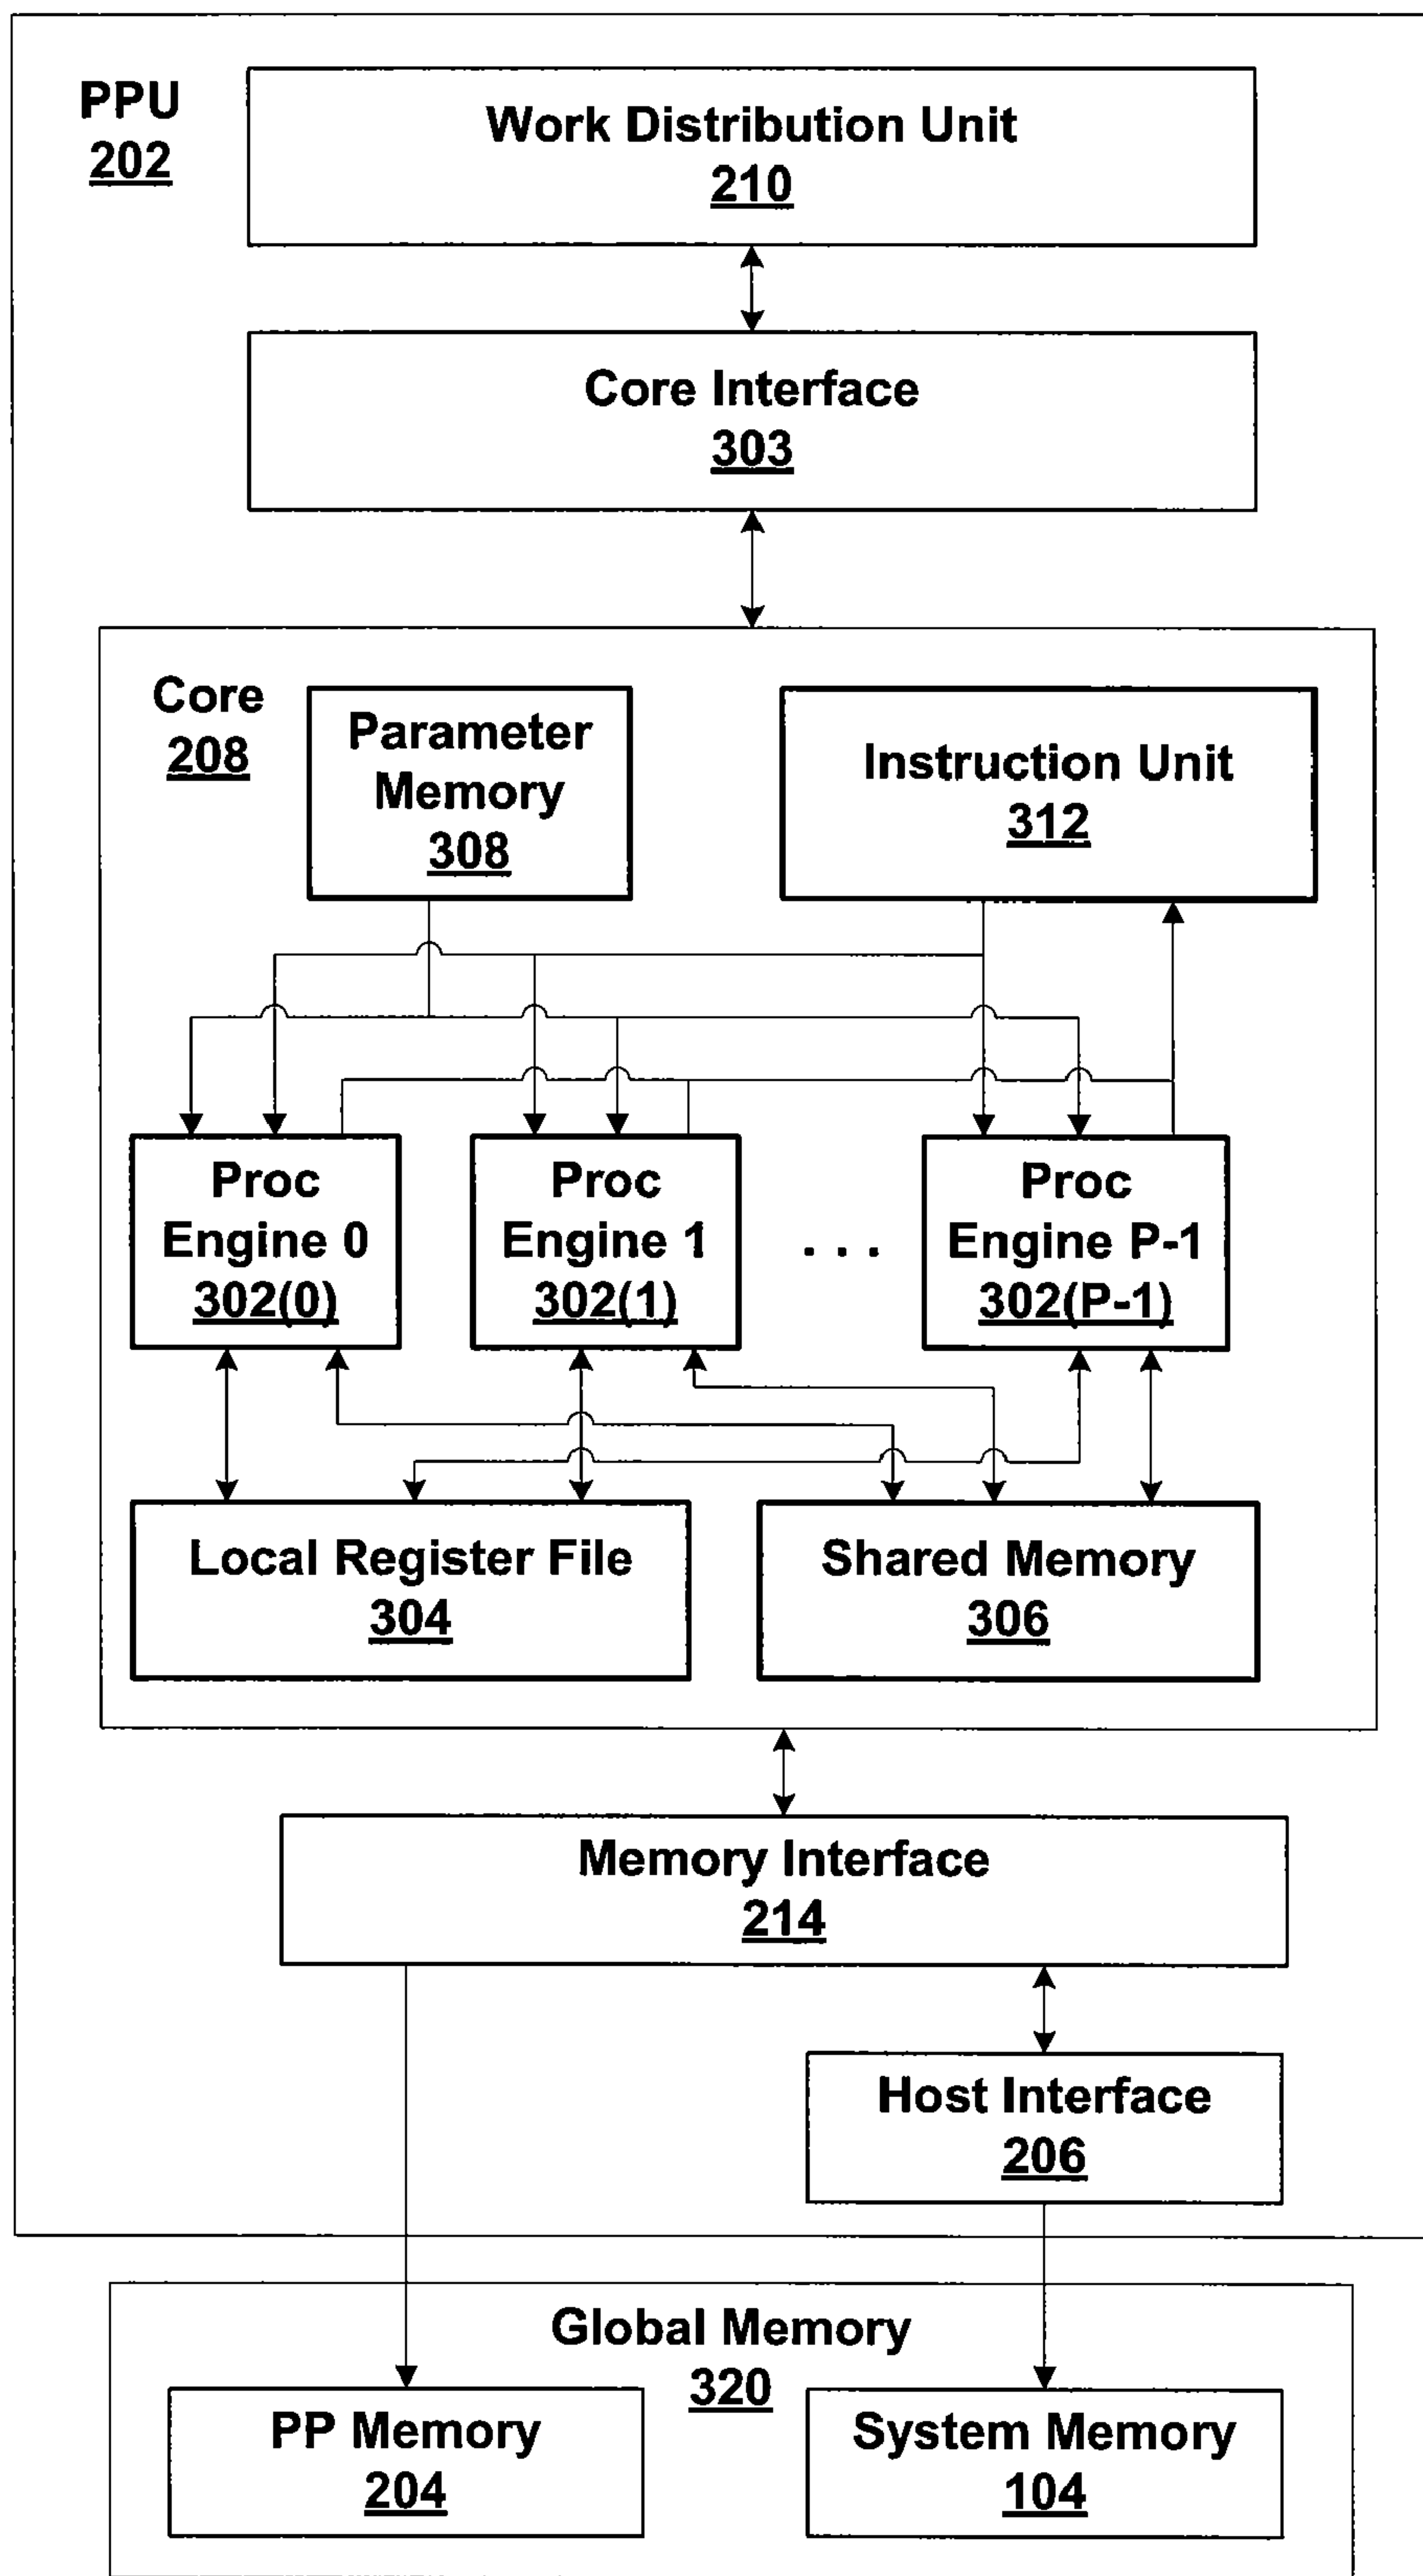 PPU
202
Work Distribution Unit
210
Core Interface
303
Core
208
Parameter
Memory
308
Instruction Unit
312
Proc
Engine 0
302(0)
Proc
Engine 1
302(1)
. . .
Proc
Engine P-1
302(P-1)
Local Register File
304
Shared Memory
306
Memory Interface
214
Host Interface
206
Global Memory
320
PP Memory
204
System Memory
104